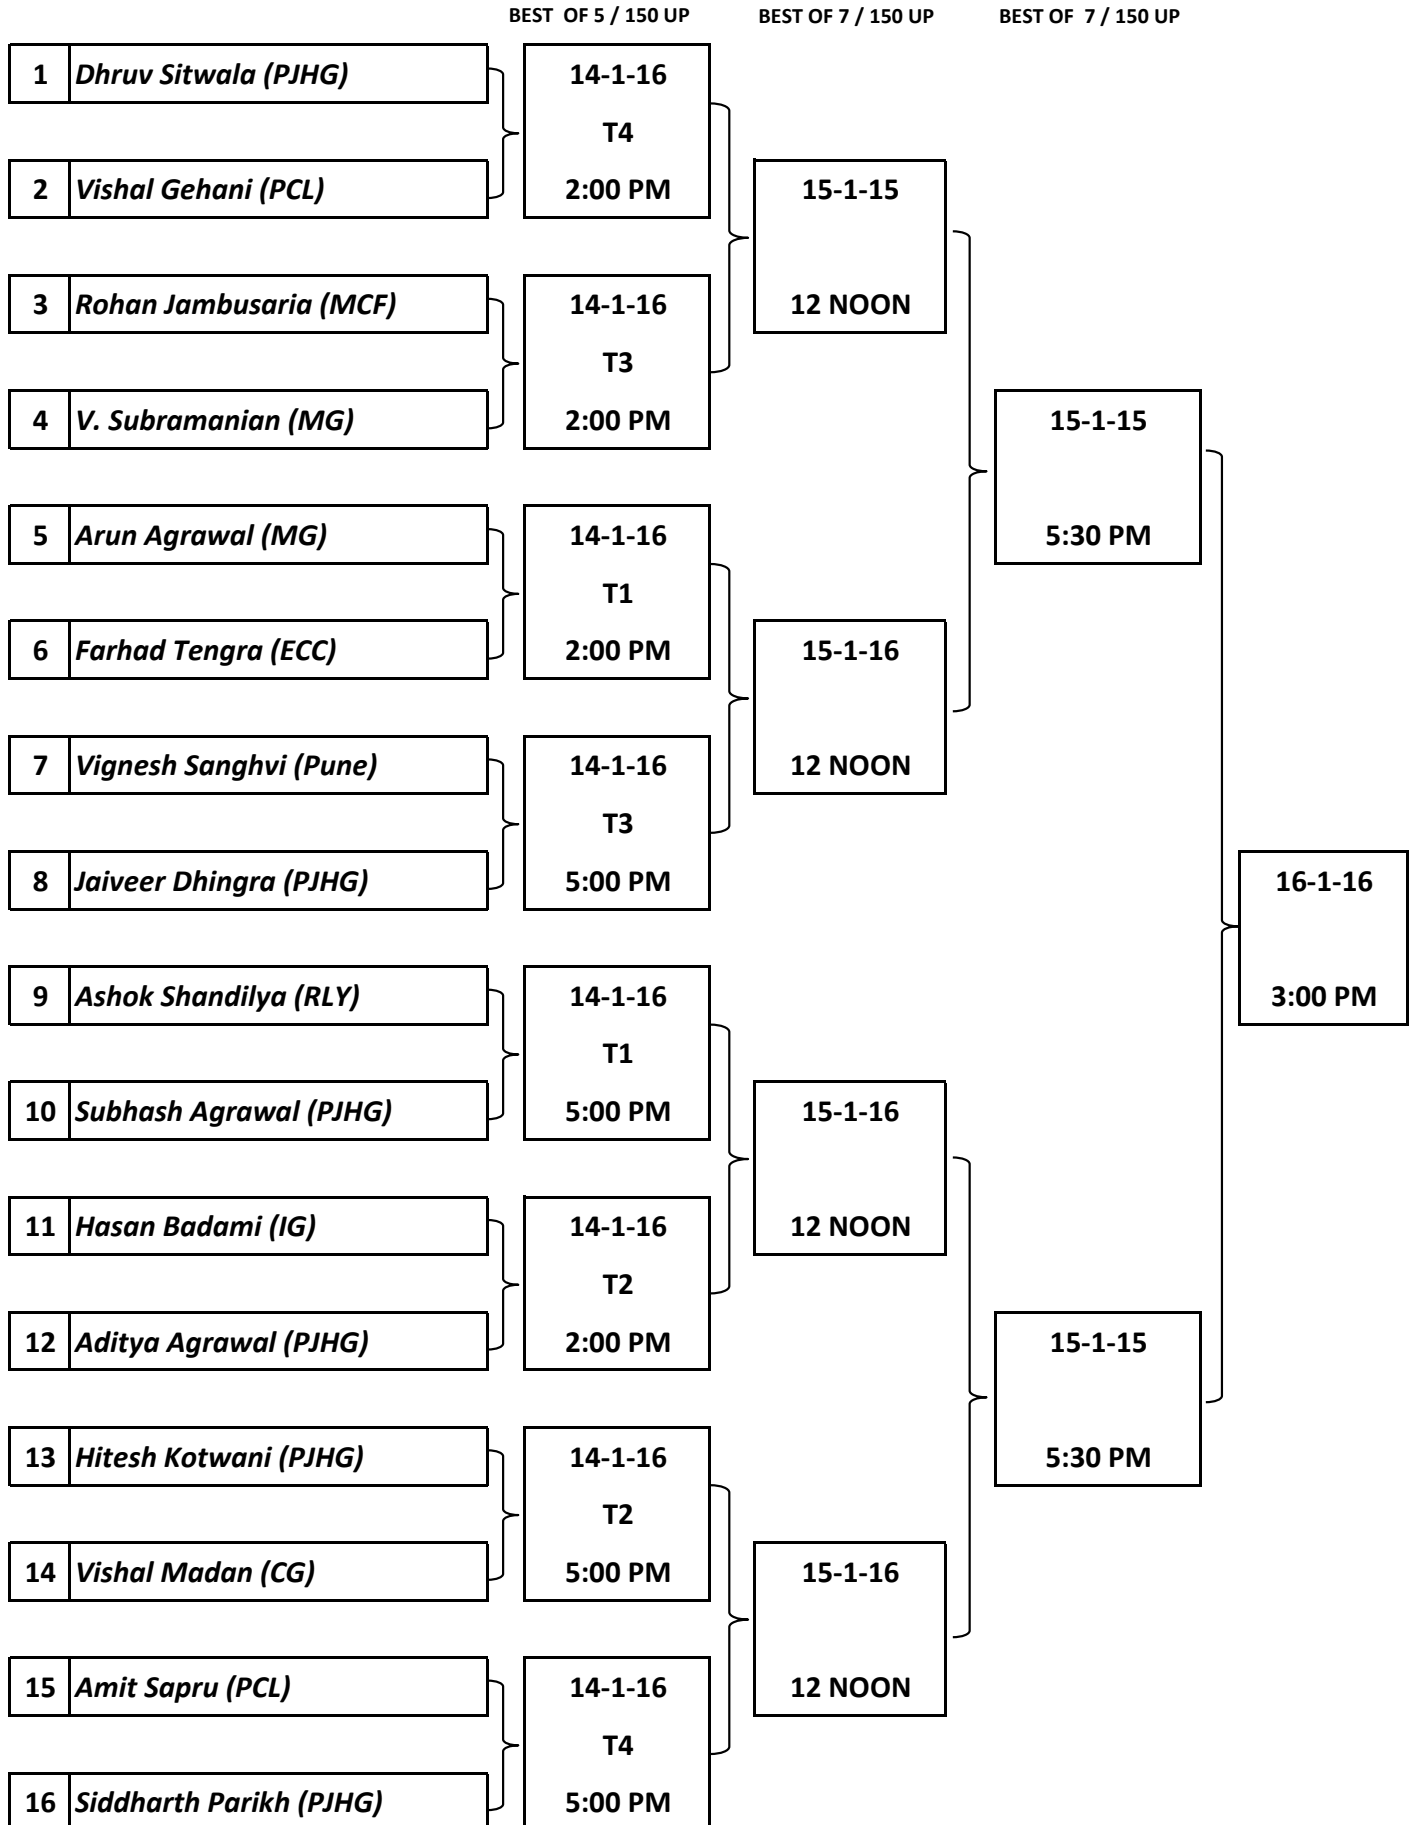 BEST OF 5 / 150 UP BEST OF 7 / 150 UP BEST OF 7 / 150 UP
1 Dhruv Sitwala (PJHG) 14-1-16
T4
2 Vishal Gehani (PCL) 2:00 PM 15-1-15
3 Rohan Jambusaria (MCF) 14-1-16 12 NOON
T3
4 V. Subramanian (MG) 2:00 PM 15-1-15
5 Arun Agrawal (MG) 14-1-16 5:30 PM
T1
6 Farhad Tengra (ECC) 2:00 PM 15-1-16
7 Vignesh Sanghvi (Pune) 14-1-16 12 NOON
T3
8 Jaiveer Dhingra (PJHG) 5:00 PM 16-1-16
9 Ashok Shandilya (RLY) 14-1-16 3:00 PM
T1
10 Subhash Agrawal (PJHG) 5:00 PM 15-1-16
11 Hasan Badami (IG) 14-1-16 12 NOON
T2
12 Aditya Agrawal (PJHG) 2:00 PM 15-1-15
13 Hitesh Kotwani (PJHG) 14-1-16 5:30 PM
T2
14 Vishal Madan (CG) 5:00 PM 15-1-16
15 Amit Sapru (PCL) 14-1-16 12 NOON
T4
16 Siddharth Parikh (PJHG) 5:00 PM